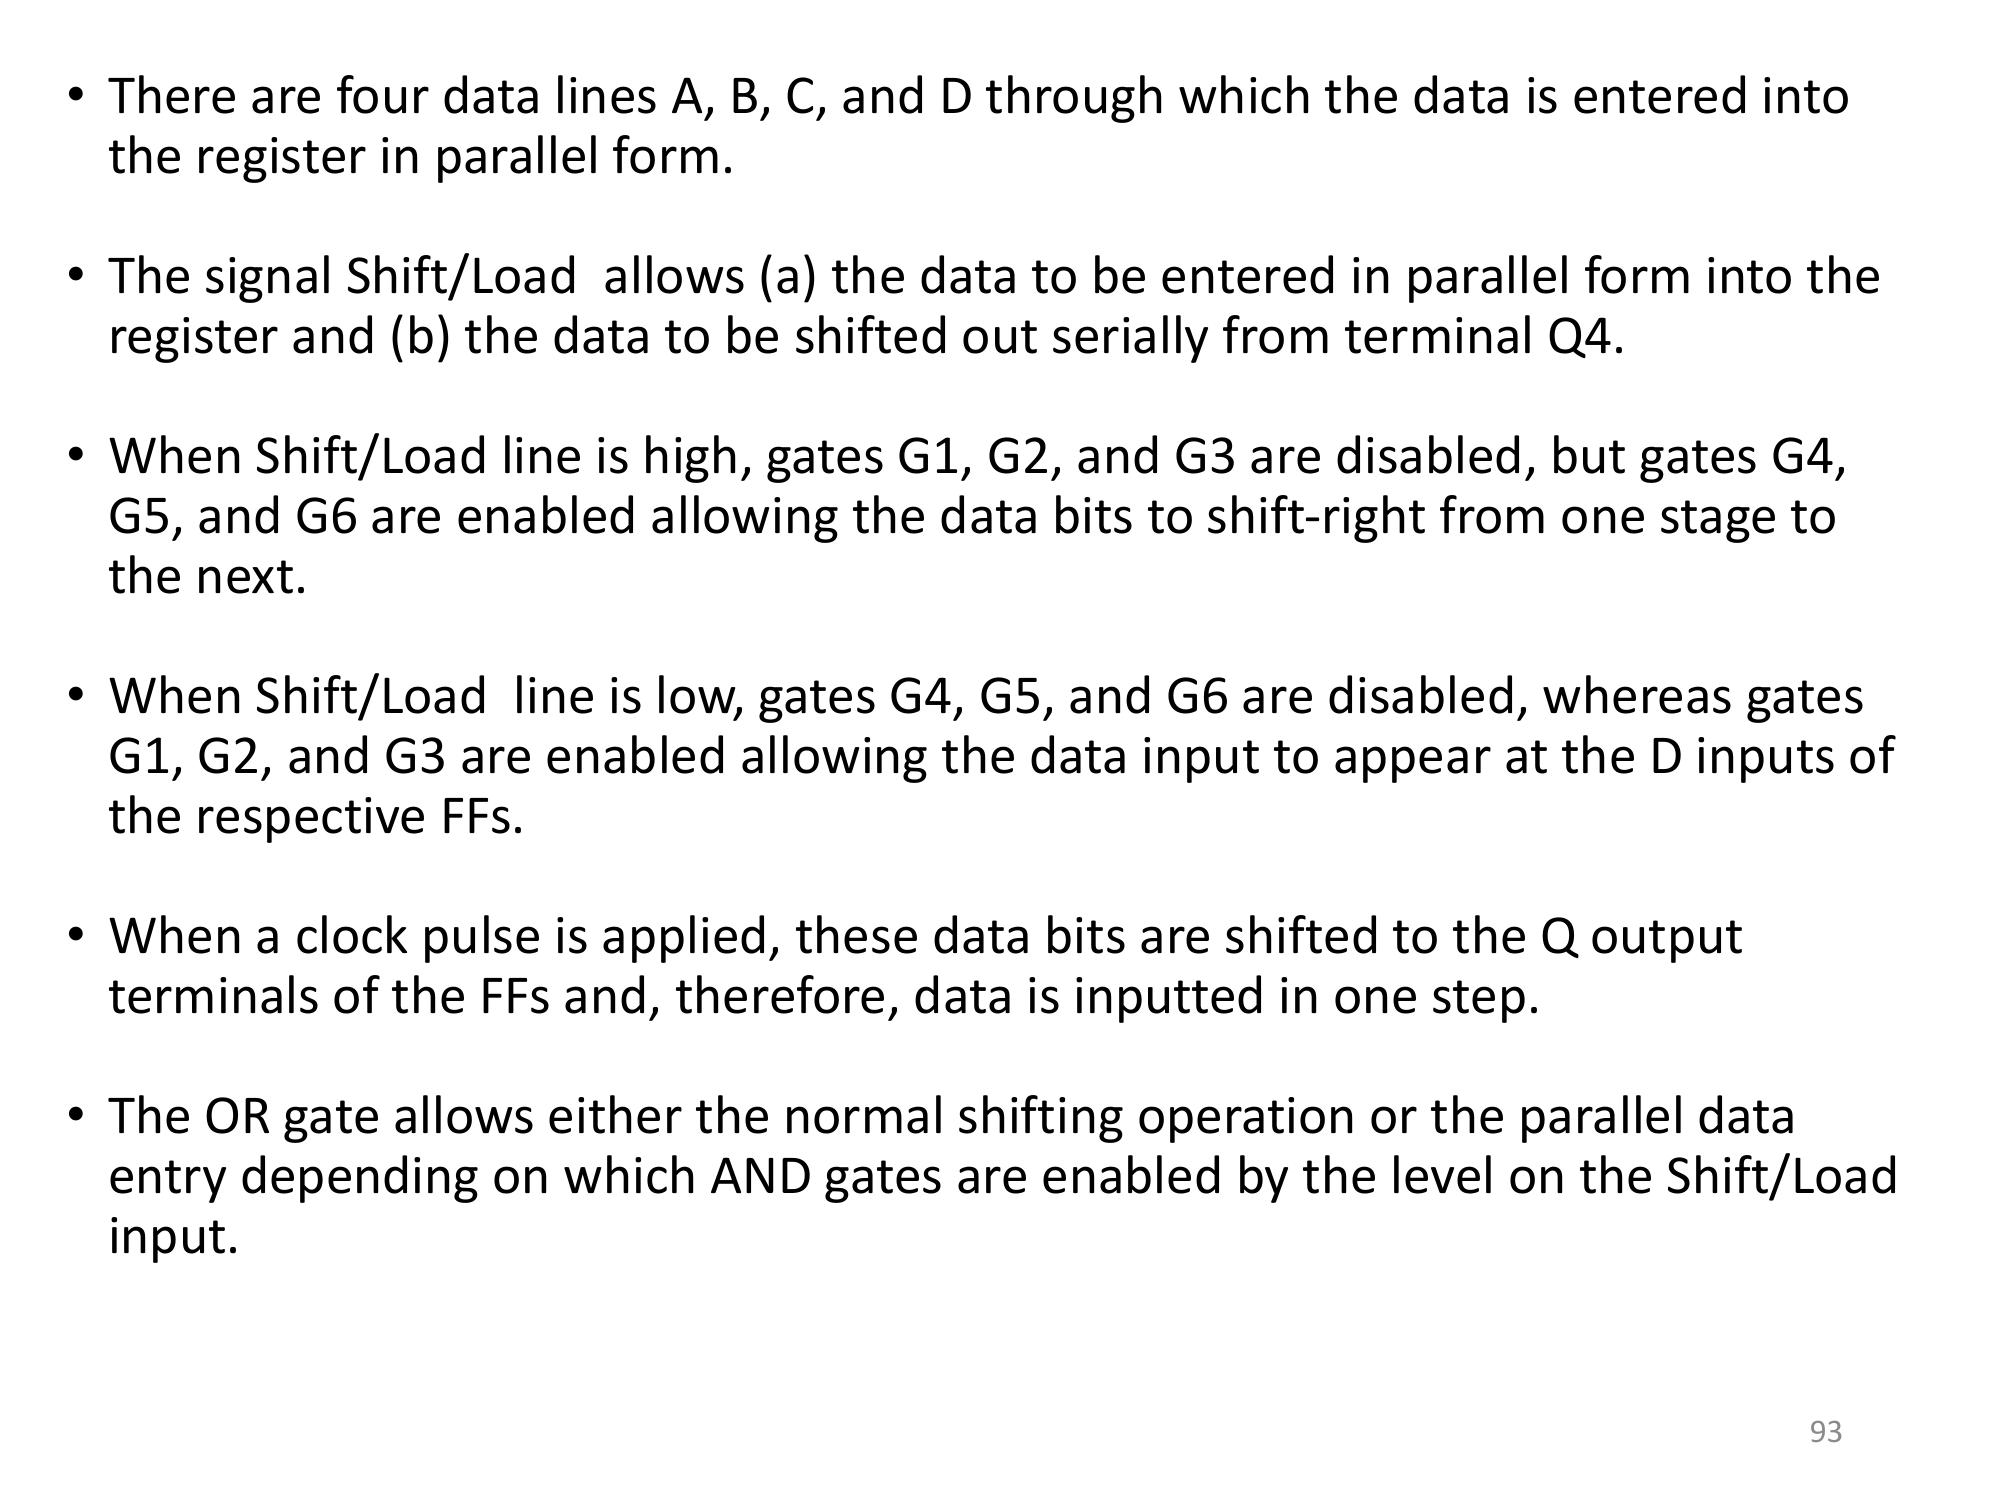 • There are four data lines A, B, C, and D through which the data is entered into
the register in parallel form.
• The signal Shift/Load  allows (a) the data to be entered in parallel form into the
register and (b) the data to be shifted out serially from terminal Q4.
• When Shift/Load line is high, gates G1, G2, and G3 are disabled, but gates G4,
G5, and G6 are enabled allowing the data bits to shift-right from one stage to
the next.
• When Shift/Load  line is low, gates G4, G5, and G6 are disabled, whereas gates
G1, G2, and G3 are enabled allowing the data input to appear at the D inputs of
the respective FFs.
• When a clock pulse is applied, these data bits are shifted to the Q output
terminals of the FFs and, therefore, data is inputted in one step.
• The OR gate allows either the normal shifting operation or the parallel data
entry depending on which AND gates are enabled by the level on the Shift/Load
input.
93